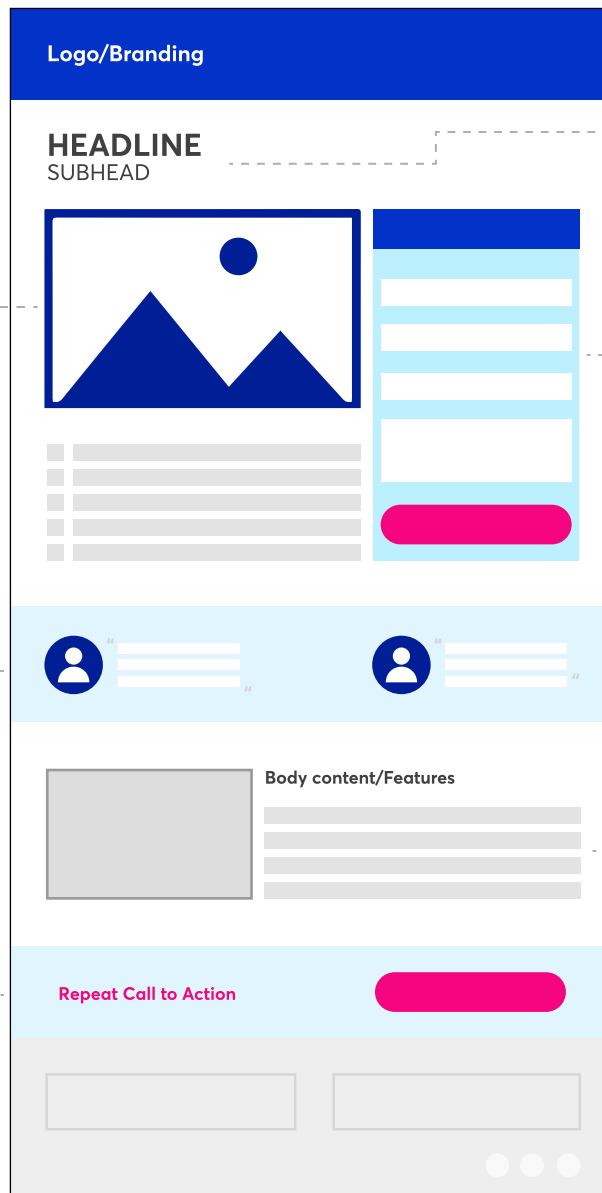 Logo/Branding
HEADLINE
SUBHEAD
Body content/Features
Repeat Call to Action